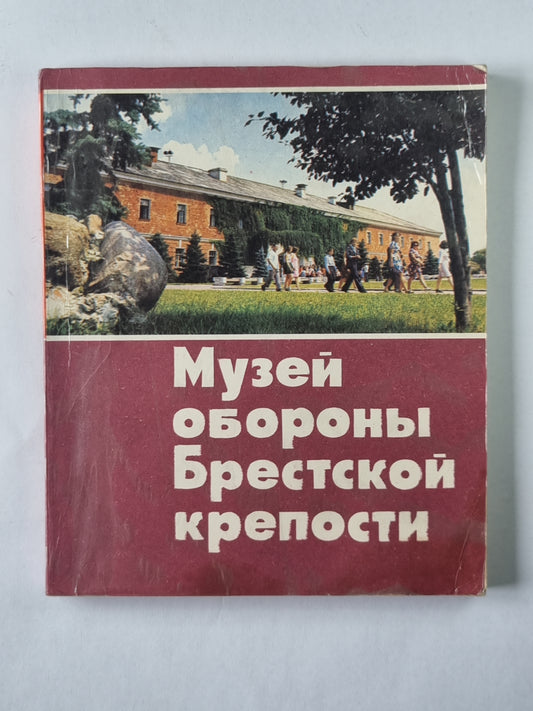 Музей
обороны
Брестской
крепости